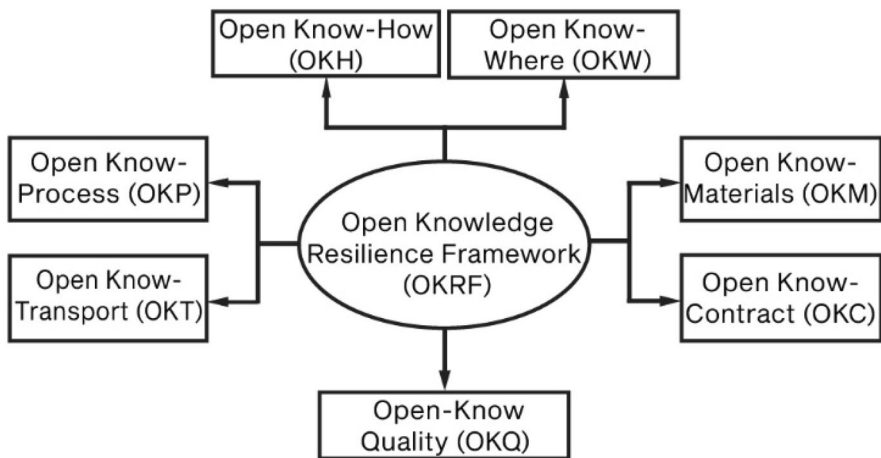 Open Know-How
(OKH)
Open Know-
Where (OKW)
Open Know-
Process (OKP)
Open Know-
Materials (OKM)
Open Knowledge
Resilience Framework
(OKRF)
Open Know-
Transport (OKT)
Open Know-
Contract (OKC)
Open-Know
Quality (OKQ)